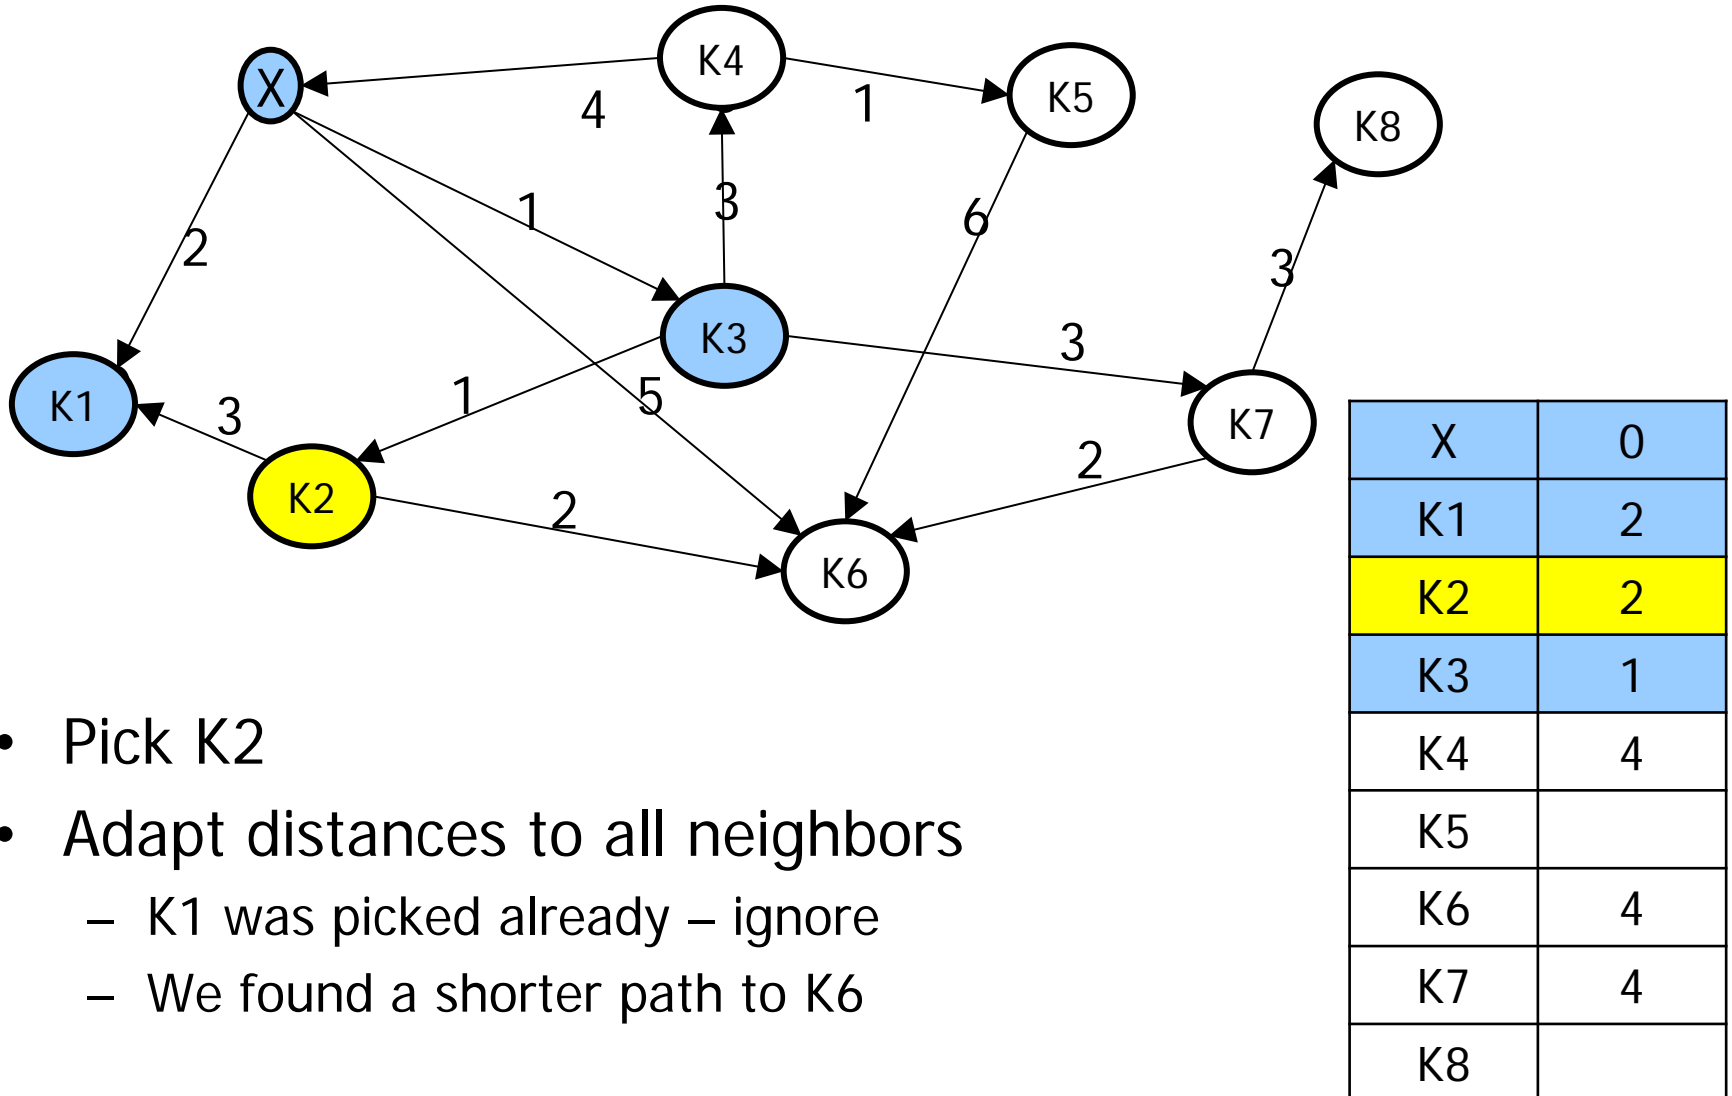 X
K4
K5
K8
4
1
3
1
6
2
3
K3
3
K1
3
1
5
K7
K2
2
2
K6
X 0
K1 2
K2 2
K3 1
K4 4
K5
K6 4
K7 4
K8
• Pick K2
• Adapt distances to all neighbors
– K1 was picked already – ignore
– We found a shorter path to K6